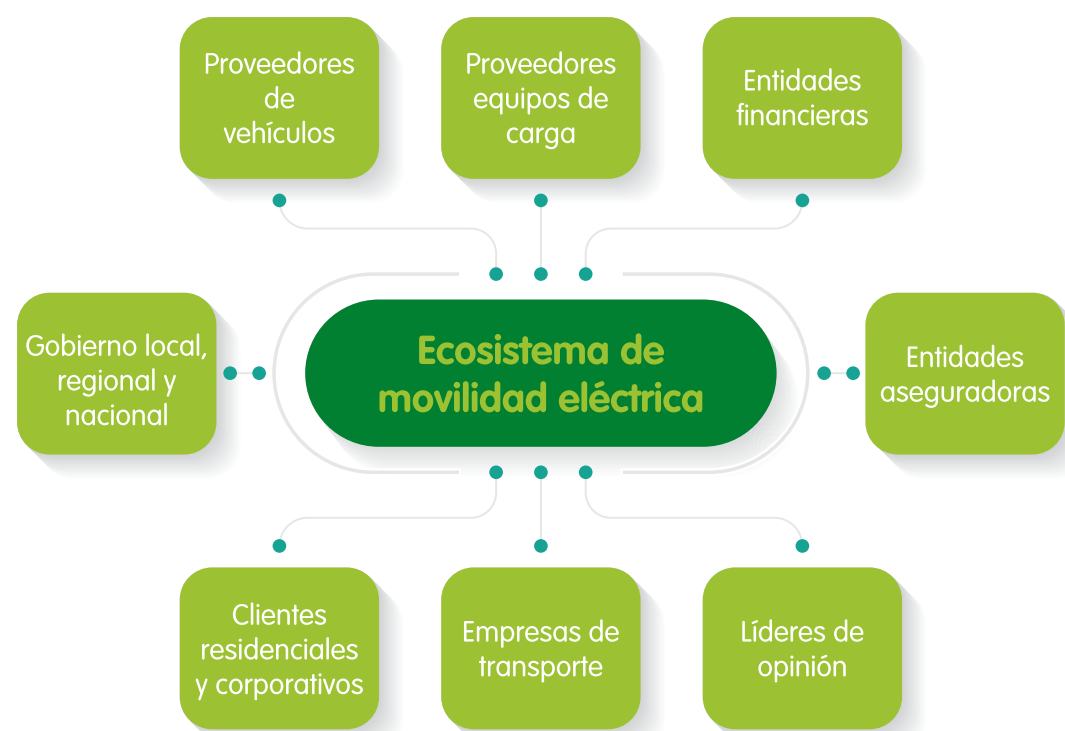 Proveedores
de
vehículos
Proveedores
equipos de
carga
Entidades
financieras
Gobierno local,
regional y
nacional
Ecosistema de
movilidad eléctrica
Entidades
aseguradoras
Clientes
residenciales
y corporativos
Empresas de
transporte
Líderes de
opinión